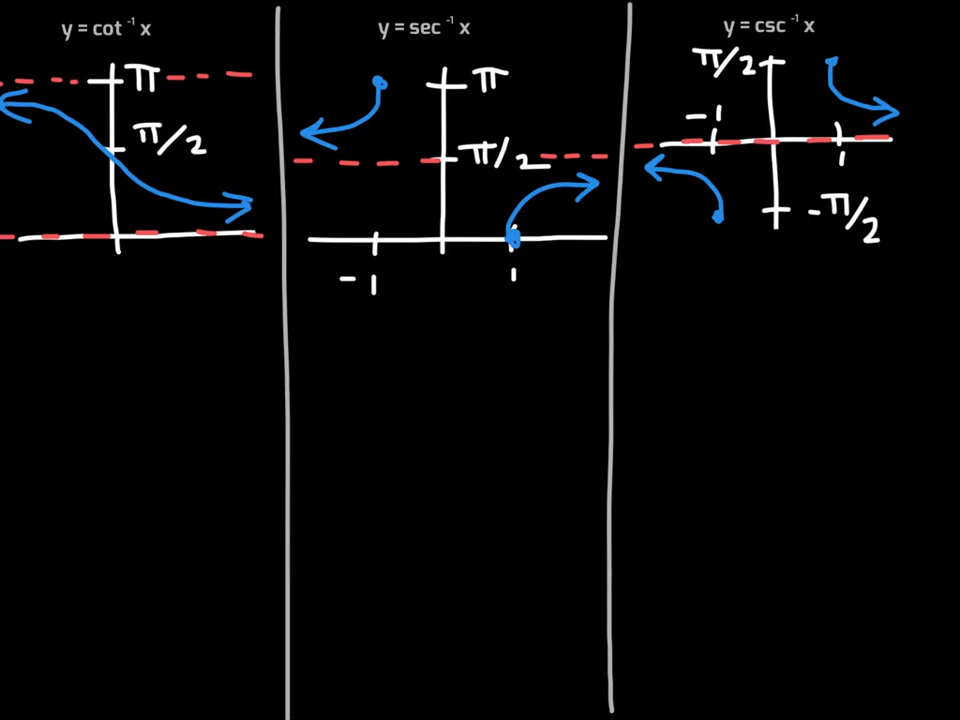 y = cot⁻¹ x
π
π/2
y = sec⁻¹ x
π
π/2
-1
1
y = csc⁻¹ x
π/2
-1
1
-π/2